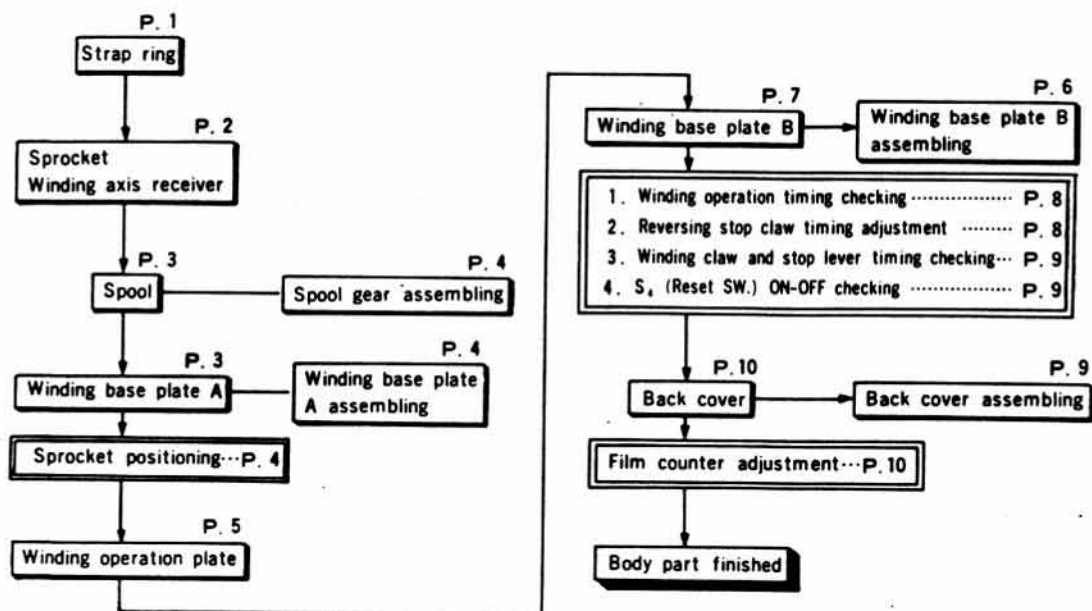 P. 1
Strap ring
P. 2
Sprocket
Winding axis receiver
P. 3
Spool
P. 4
Spool gear assembling
P. 3
Winding base plate A
P. 4
Winding base plate
A assembling
Sprocket positioning…P. 4
P. 5
Winding operation plate
P. 7
Winding base plate B
P. 6
Winding base plate B
assembling
1. Winding operation timing checking ……………… P. 8
2. Reversing stop claw timing adjustment ……… P. 8
3. Winding claw and stop lever timing checking… P. 9
4. S₄ (Reset SW.) ON-OFF checking ……………… P. 9
P. 10
Back cover
P. 9
Back cover assembling
Film counter adjustment…P. 10
Body part finished